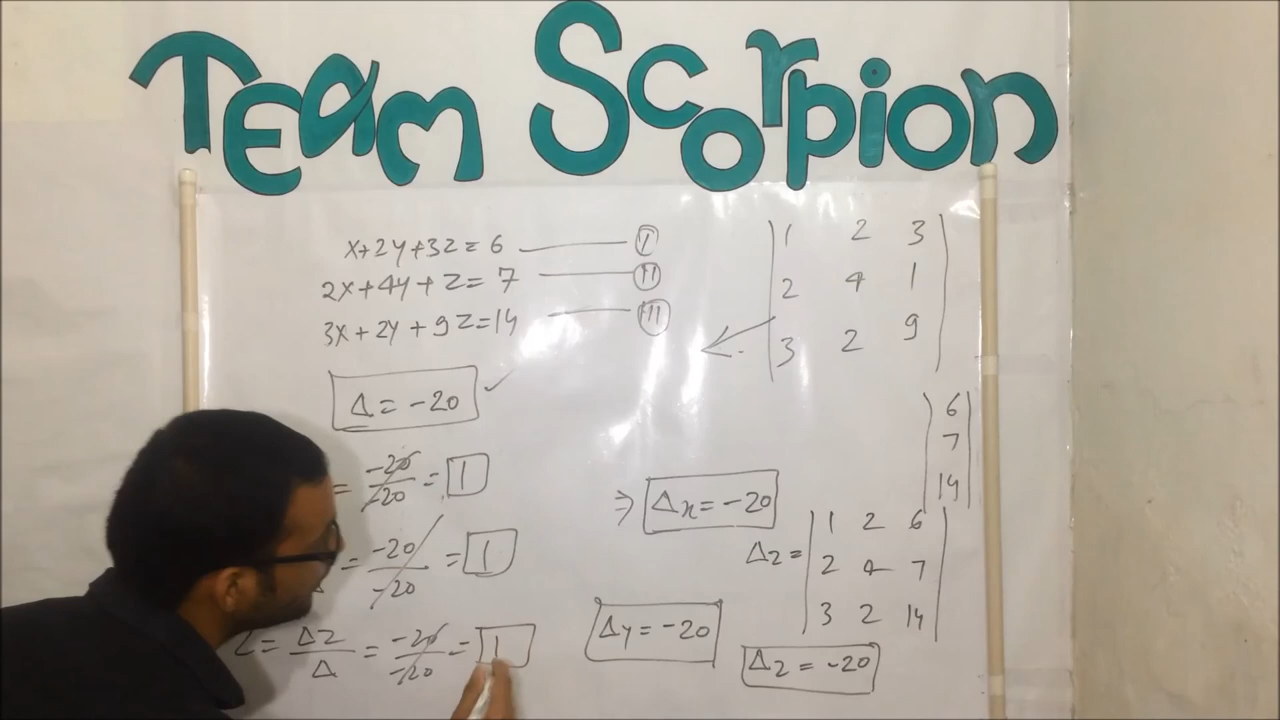 Team Scorpion
x+2y+3z=6 —— I
2x+4y+z=7 —— II
3x+2y+9z=14 —— III
| 1 2 3 |
| 2 4 1 |
| 3 2 9 |
Δ = -20
| 6 |
| 7 |
| 14 |
= -20/-20 = 1
⇒ Δx = -20
= -20/-20 = 1
Δz = | 1 2 6 |
| 2 4 7 |
| 3 2 14 |
Δy = -20
z = Δz/Δ = -20/-20 = 1
Δz = -20